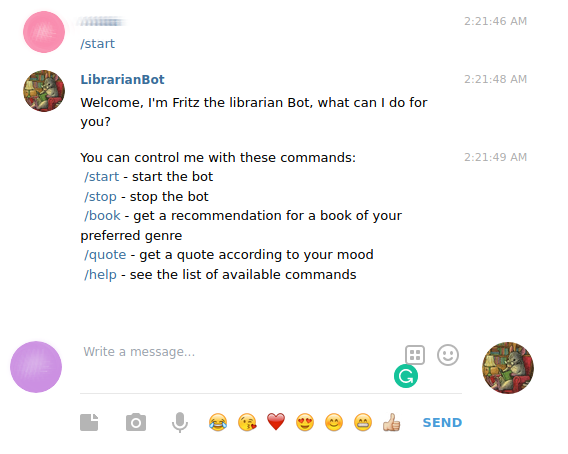 2:21:46 AM
/start
LibrarianBot
2:21:48 AM
Welcome, I'm Fritz the librarian Bot, what can I do for
you?
You can control me with these commands:
2:21:49 AM
/start - start the bot
/stop - stop the bot
/book - get a recommendation for a book of your
preferred genre
/quote - get a quote according to your mood
/help - see the list of available commands
Write a message...
SEND